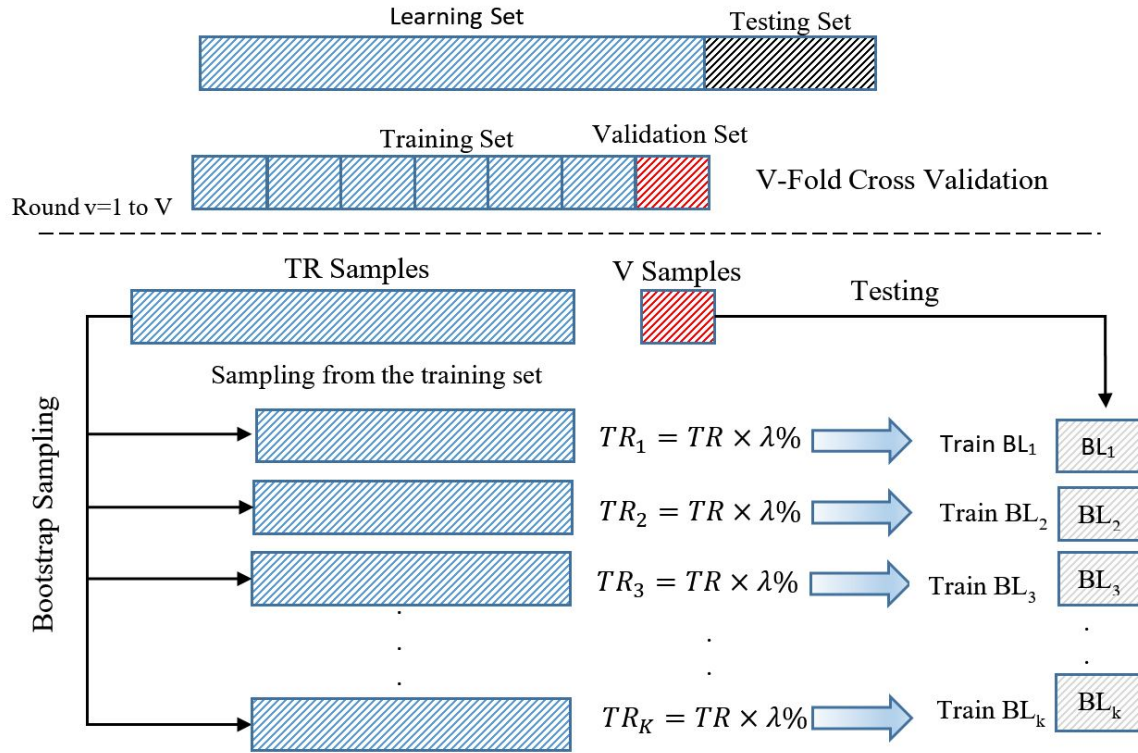 Learning Set
Testing Set
Training Set
Validation Set
V-Fold Cross Validation
Round v=1 to V
TR Samples
V Samples
Testing
Sampling from the training set
Bootstrap Sampling
𝑇𝑅₁ = 𝑇𝑅 × 𝜆%
Train BL₁
BL₁
𝑇𝑅₂ = 𝑇𝑅 × 𝜆%
Train BL₂
BL₂
𝑇𝑅₃ = 𝑇𝑅 × 𝜆%
Train BL₃
BL₃
𝑇𝑅_K = 𝑇𝑅 × 𝜆%
Train BLₖ
BLₖ